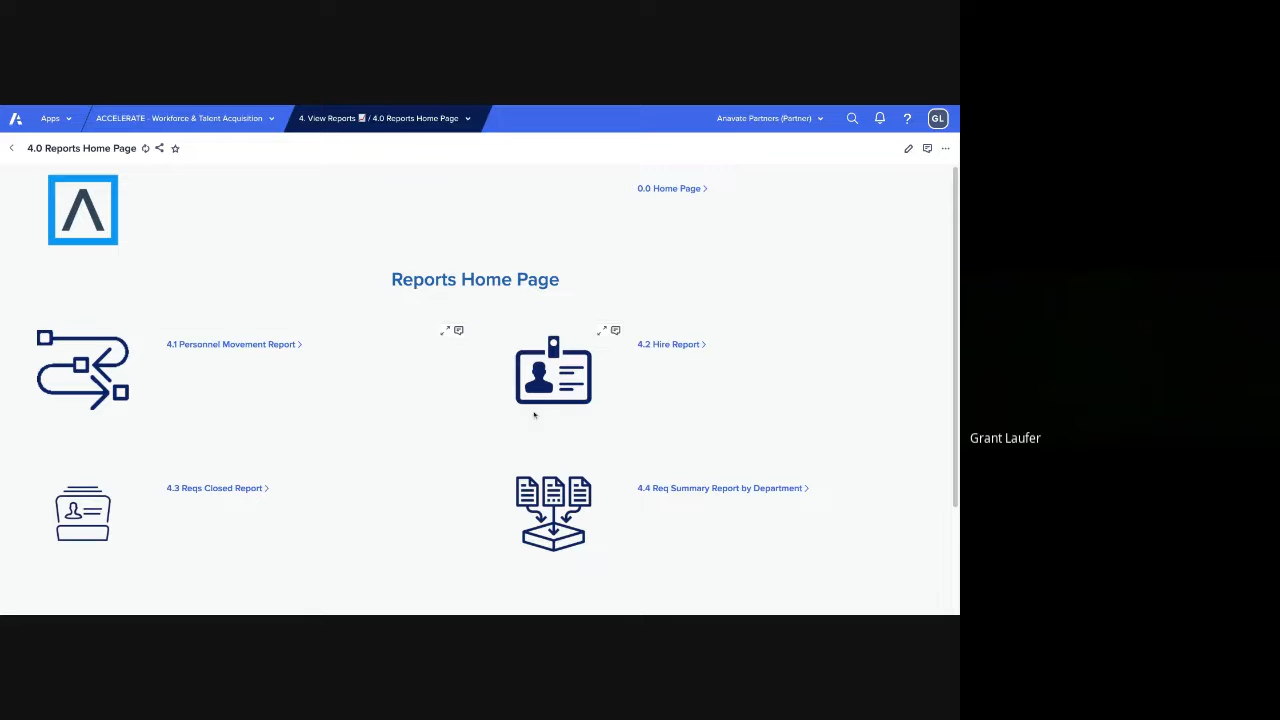 Apps
ACCELERATE - Workforce & Talent Acquisition
4. View Reports 📈 / 4.0 Reports Home Page
Anavate Partners (Partner)
?
GL
4.0 Reports Home Page
0.0 Home Page
Reports Home Page
4.1 Personnel Movement Report
4.2 Hire Report
4.3 Reqs Closed Report
4.4 Req Summary Report by Department
Grant Laufer